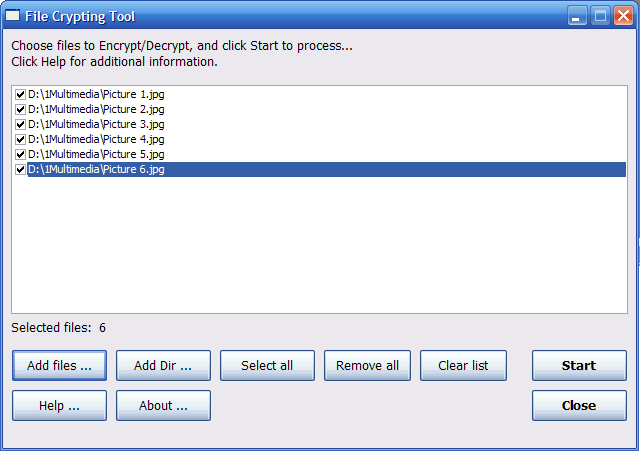 File Crypting Tool
Choose files to Encrypt/Decrypt, and click Start to process...
Click Help for additional information.
D:\1Multimedia\Picture 1.jpg
D:\1Multimedia\Picture 2.jpg
D:\1Multimedia\Picture 3.jpg
D:\1Multimedia\Picture 4.jpg
D:\1Multimedia\Picture 5.jpg
D:\1Multimedia\Picture 6.jpg
Selected files: 6
Add files ... Add Dir ... Select all Remove all Clear list Start
Help ... About ... Close